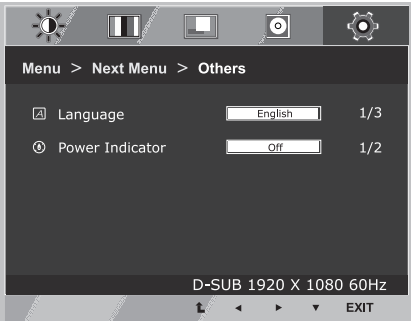 Menu > Next Menu > Others
Language English 1/3
Power Indicator Off 1/2
D-SUB 1920 X 1080 60Hz
EXIT